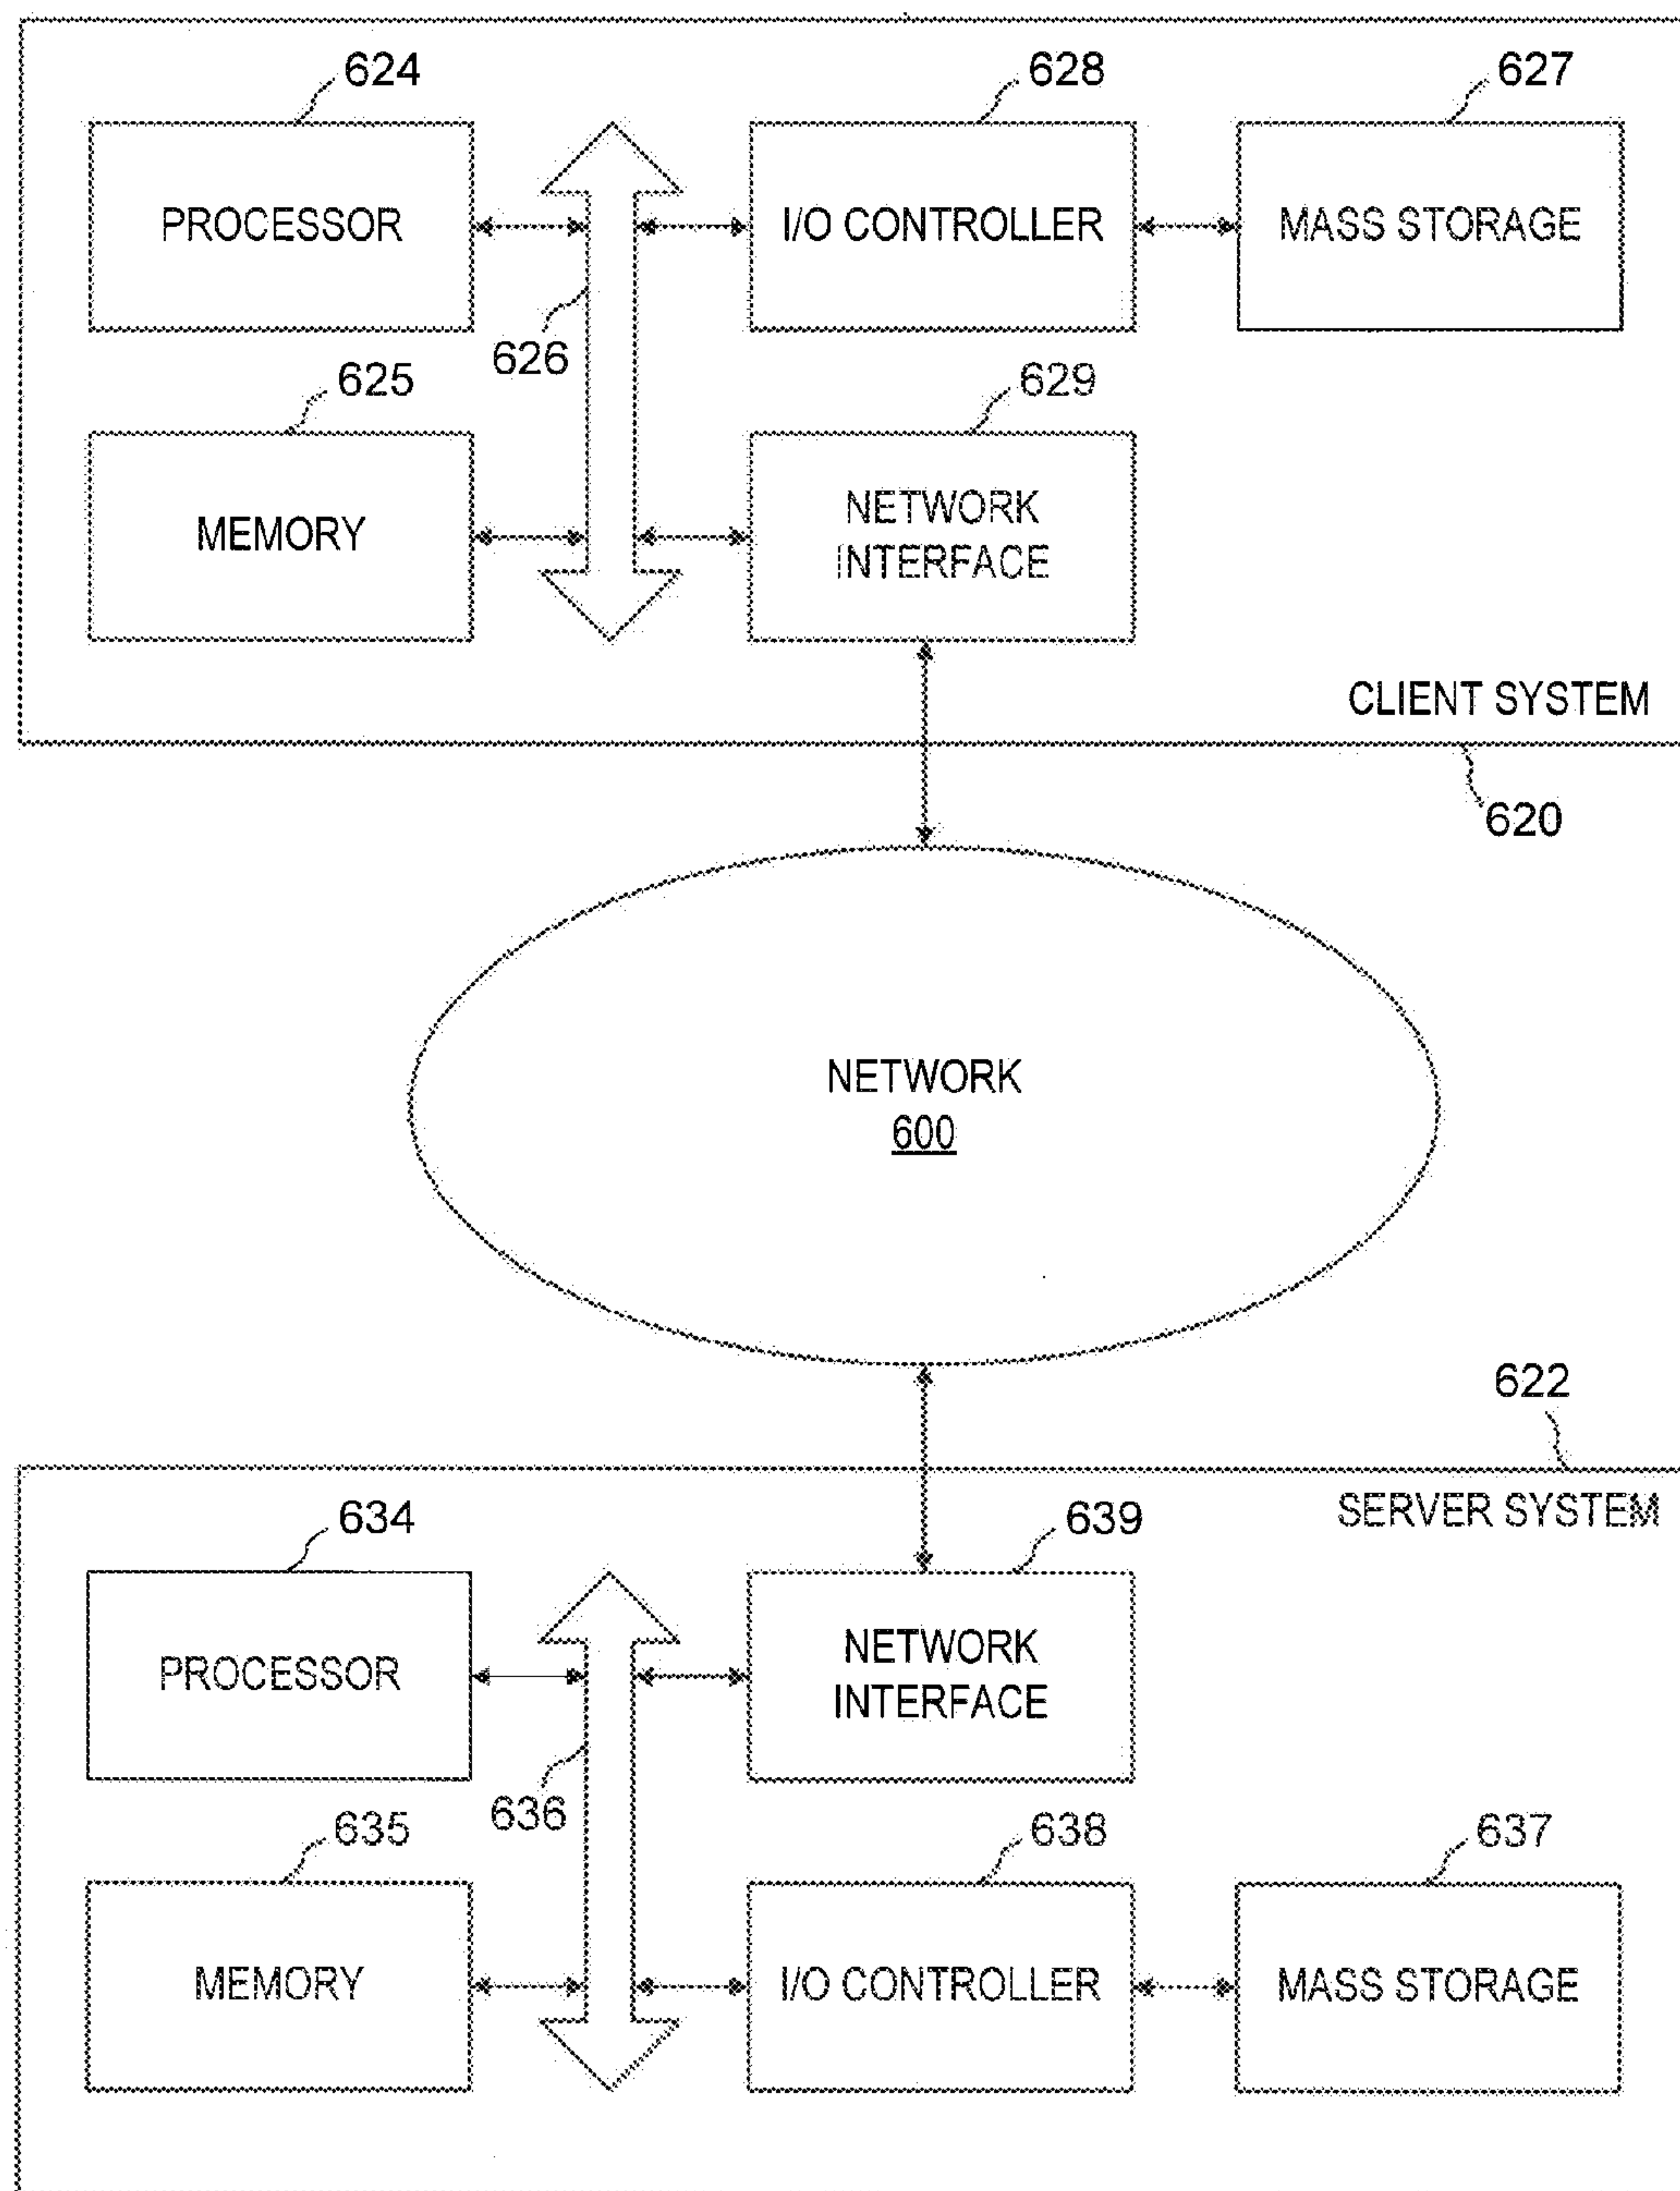 624
628
627
PROCESSOR
I/O CONTROLLER
MASS STORAGE
626
625
629
MEMORY
NETWORK
INTERFACE
CLIENT SYSTEM
620
NETWORK
600
622
SERVER SYSTEM
634
639
PROCESSOR
NETWORK
INTERFACE
636
635
638
637
MEMORY
I/O CONTROLLER
MASS STORAGE